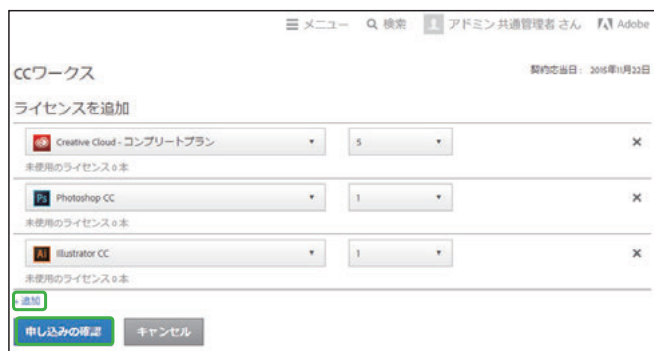 メニュー 検索 アドミン 共通管理者 さん Adobe
CCワークス 契約応当日： 2015年11月22日
ライセンスを追加
Creative Cloud - コンプリートプラン 5
未使用のライセンス 0 本
Ps Photoshop CC 1
未使用のライセンス 0 本
Ai Illustrator CC 1
未使用のライセンス 0 本
+ 追加
申し込みの確認 キャンセル